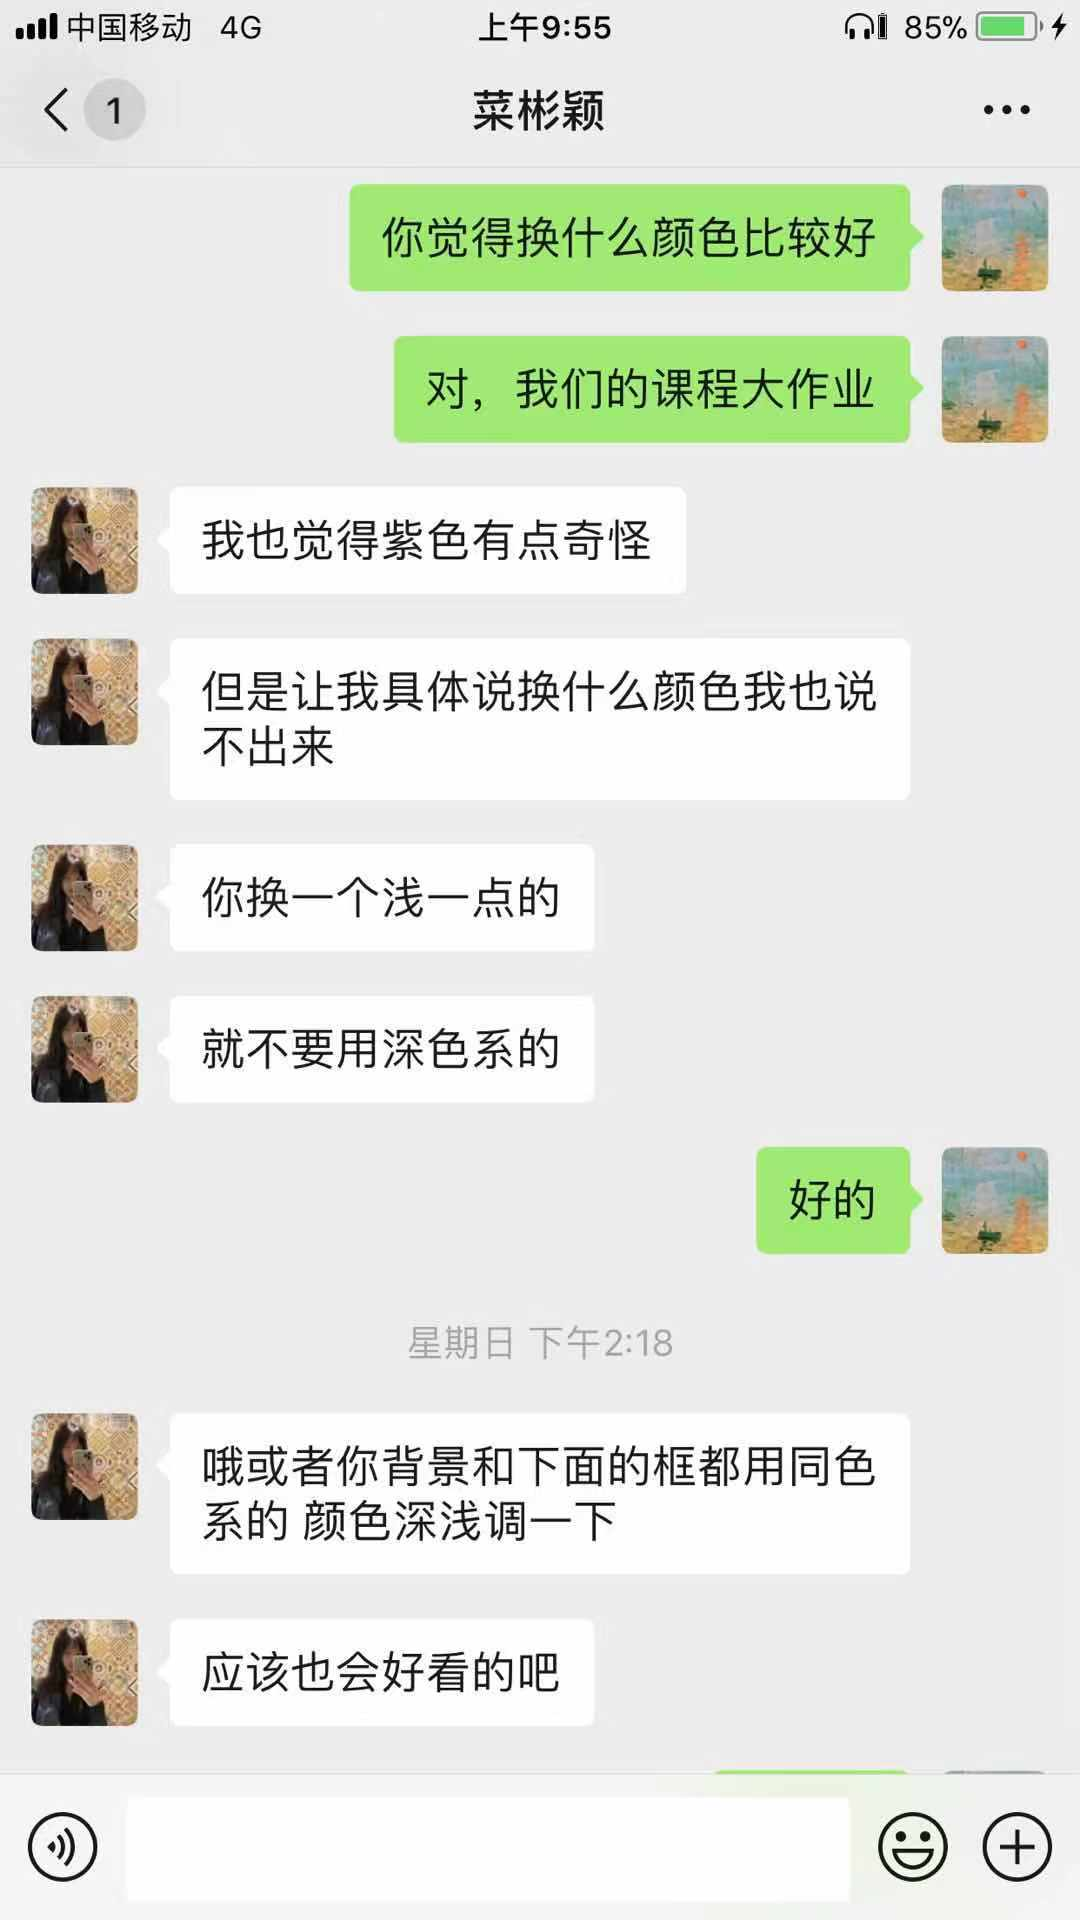 中国移动 4G 上午9:55 85%
1 菜彬颖
你觉得换什么颜色比较好
对，我们的课程大作业
我也觉得紫色有点奇怪
但是让我具体说换什么颜色我也说
不出来
你换一个浅一点的
就不要用深色系的
好的
星期日 下午2:18
哦或者你背景和下面的框都用同色
系的 颜色深浅调一下
应该也会好看的吧